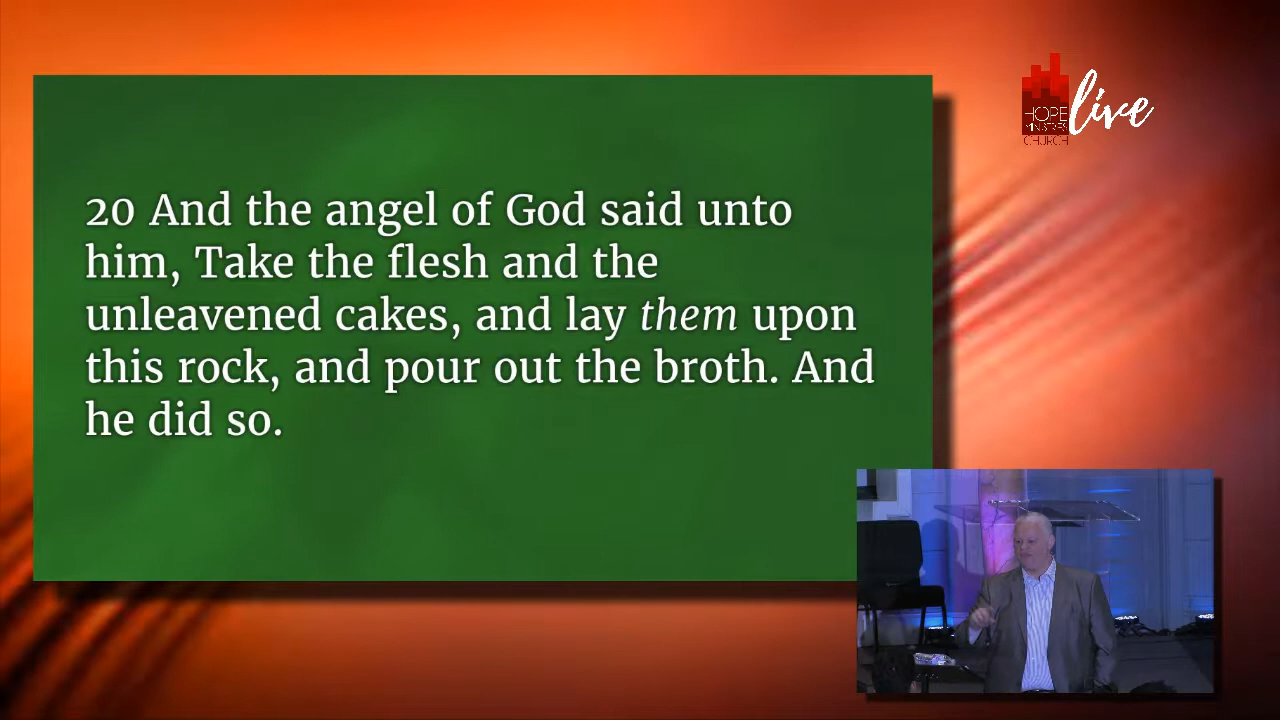 20 And the angel of God said unto
him, Take the flesh and the
unleavened cakes, and lay them upon
this rock, and pour out the broth. And
he did so.
HOPE
MINISTRIES
CHURCH
live